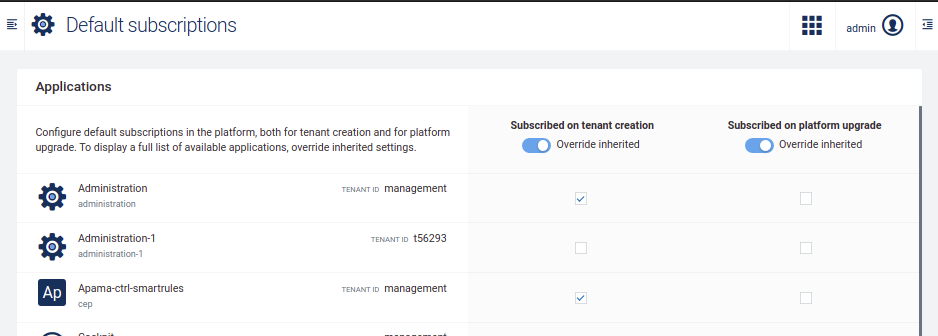 Default subscriptions
admin
Applications
Configure default subscriptions in the platform, both for tenant creation and for platform
upgrade. To display a full list of available applications, override inherited settings.
Subscribed on tenant creation
Override inherited
Subscribed on platform upgrade
Override inherited
Administration
administration
TENANT ID management
Administration-1
administration-1
TENANT ID t56293
Ap
Apama-ctrl-smartrules
cep
TENANT ID management